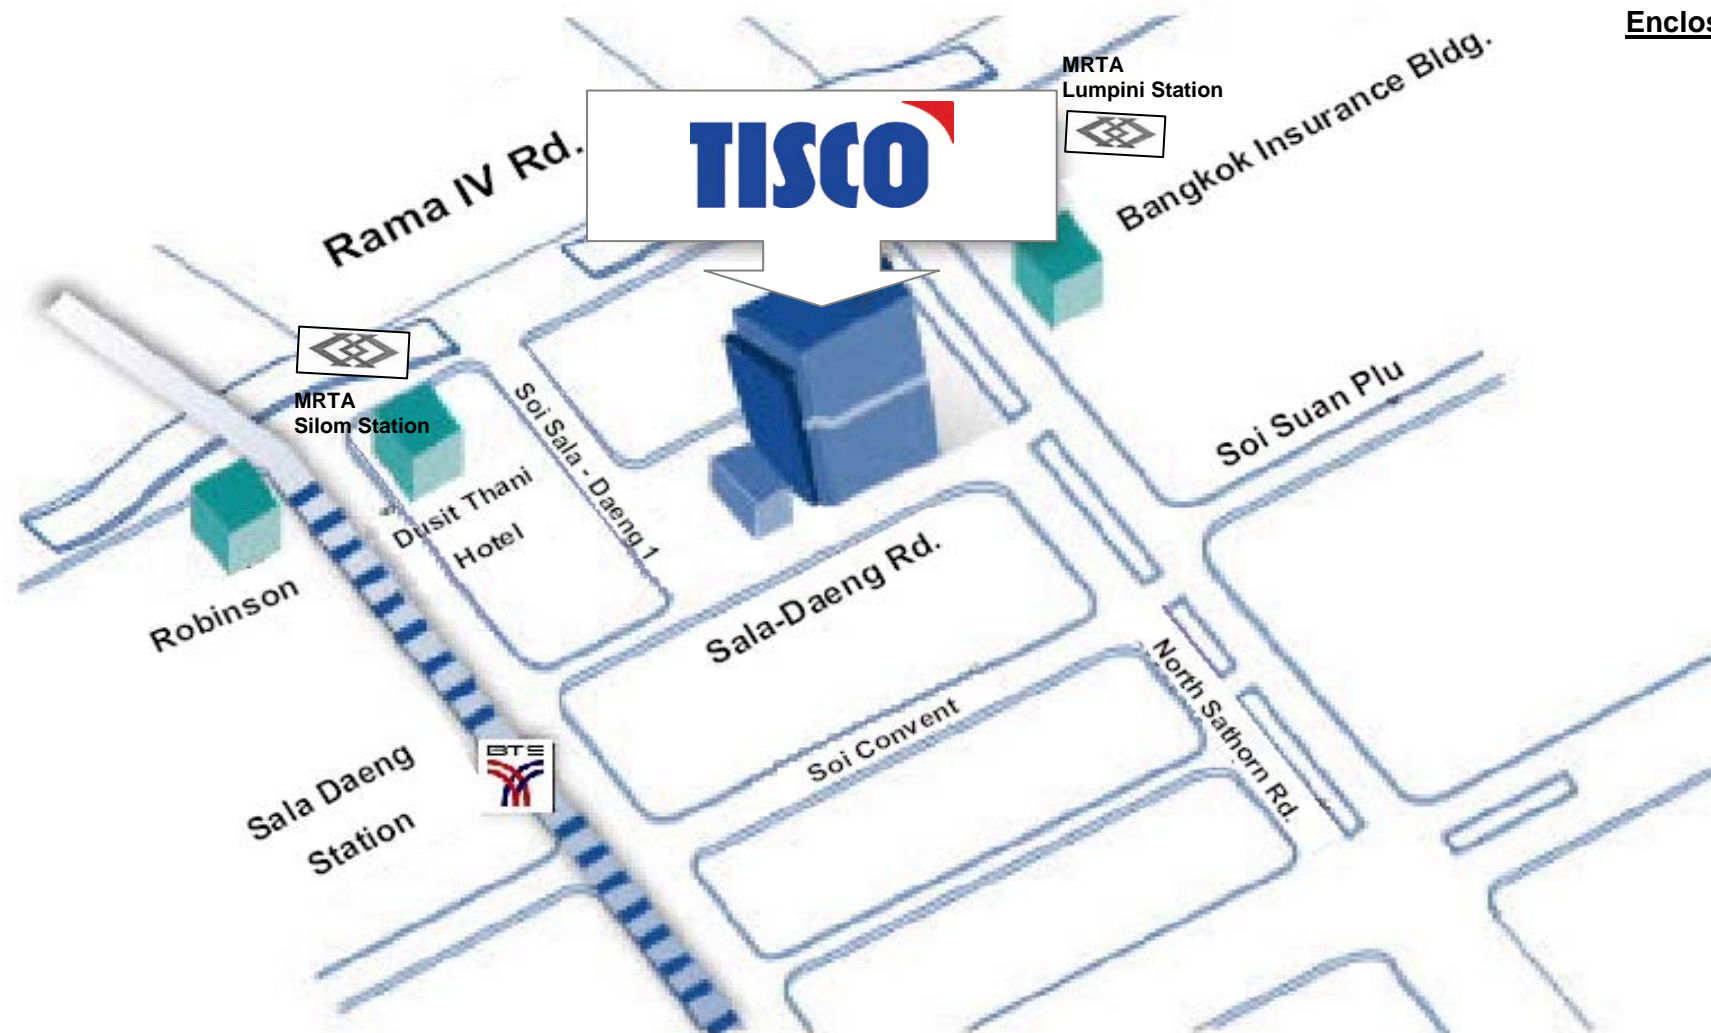 Enclos
MRTA
Lumpini Station
Bangkok Insurance Bldg.
TISCO
Rama IV Rd.
MRTA
Silom Station
Soi Sala - Daeng 1
Soi Suan Plu
Dusit Thani
Hotel
Robinson
Sala-Daeng Rd.
North Sathorn Rd.
Soi Convent
BTS
Sala Daeng
Station